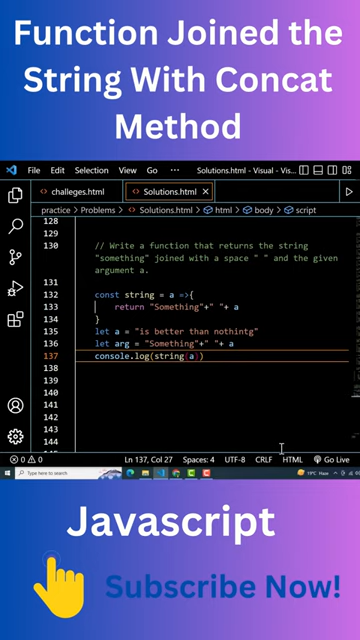 Function Joined the
String With Concat
Method
File Edit Selection View Go ··· Solutions.html - Visual - Vis...
challeges.html Solutions.html
practice > Problems > Solutions.html > html > body > script
128
129
130 // Write a function that returns the string
"something" joined with a space " " and the given
argument a.
131
132 const string = a =>{
133 return "Something"+" "+ a
134 }
135 let a = "is better than nothintg"
136 let arg = "Something"+" "+ a
137 console.log(string(a))
138
139
140
141
142
143
144
0 0 Ln 137, Col 27 Spaces: 4 UTF-8 CRLF HTML Go Live
Type here to search 19°C Haze
Javascript
Subscribe Now!